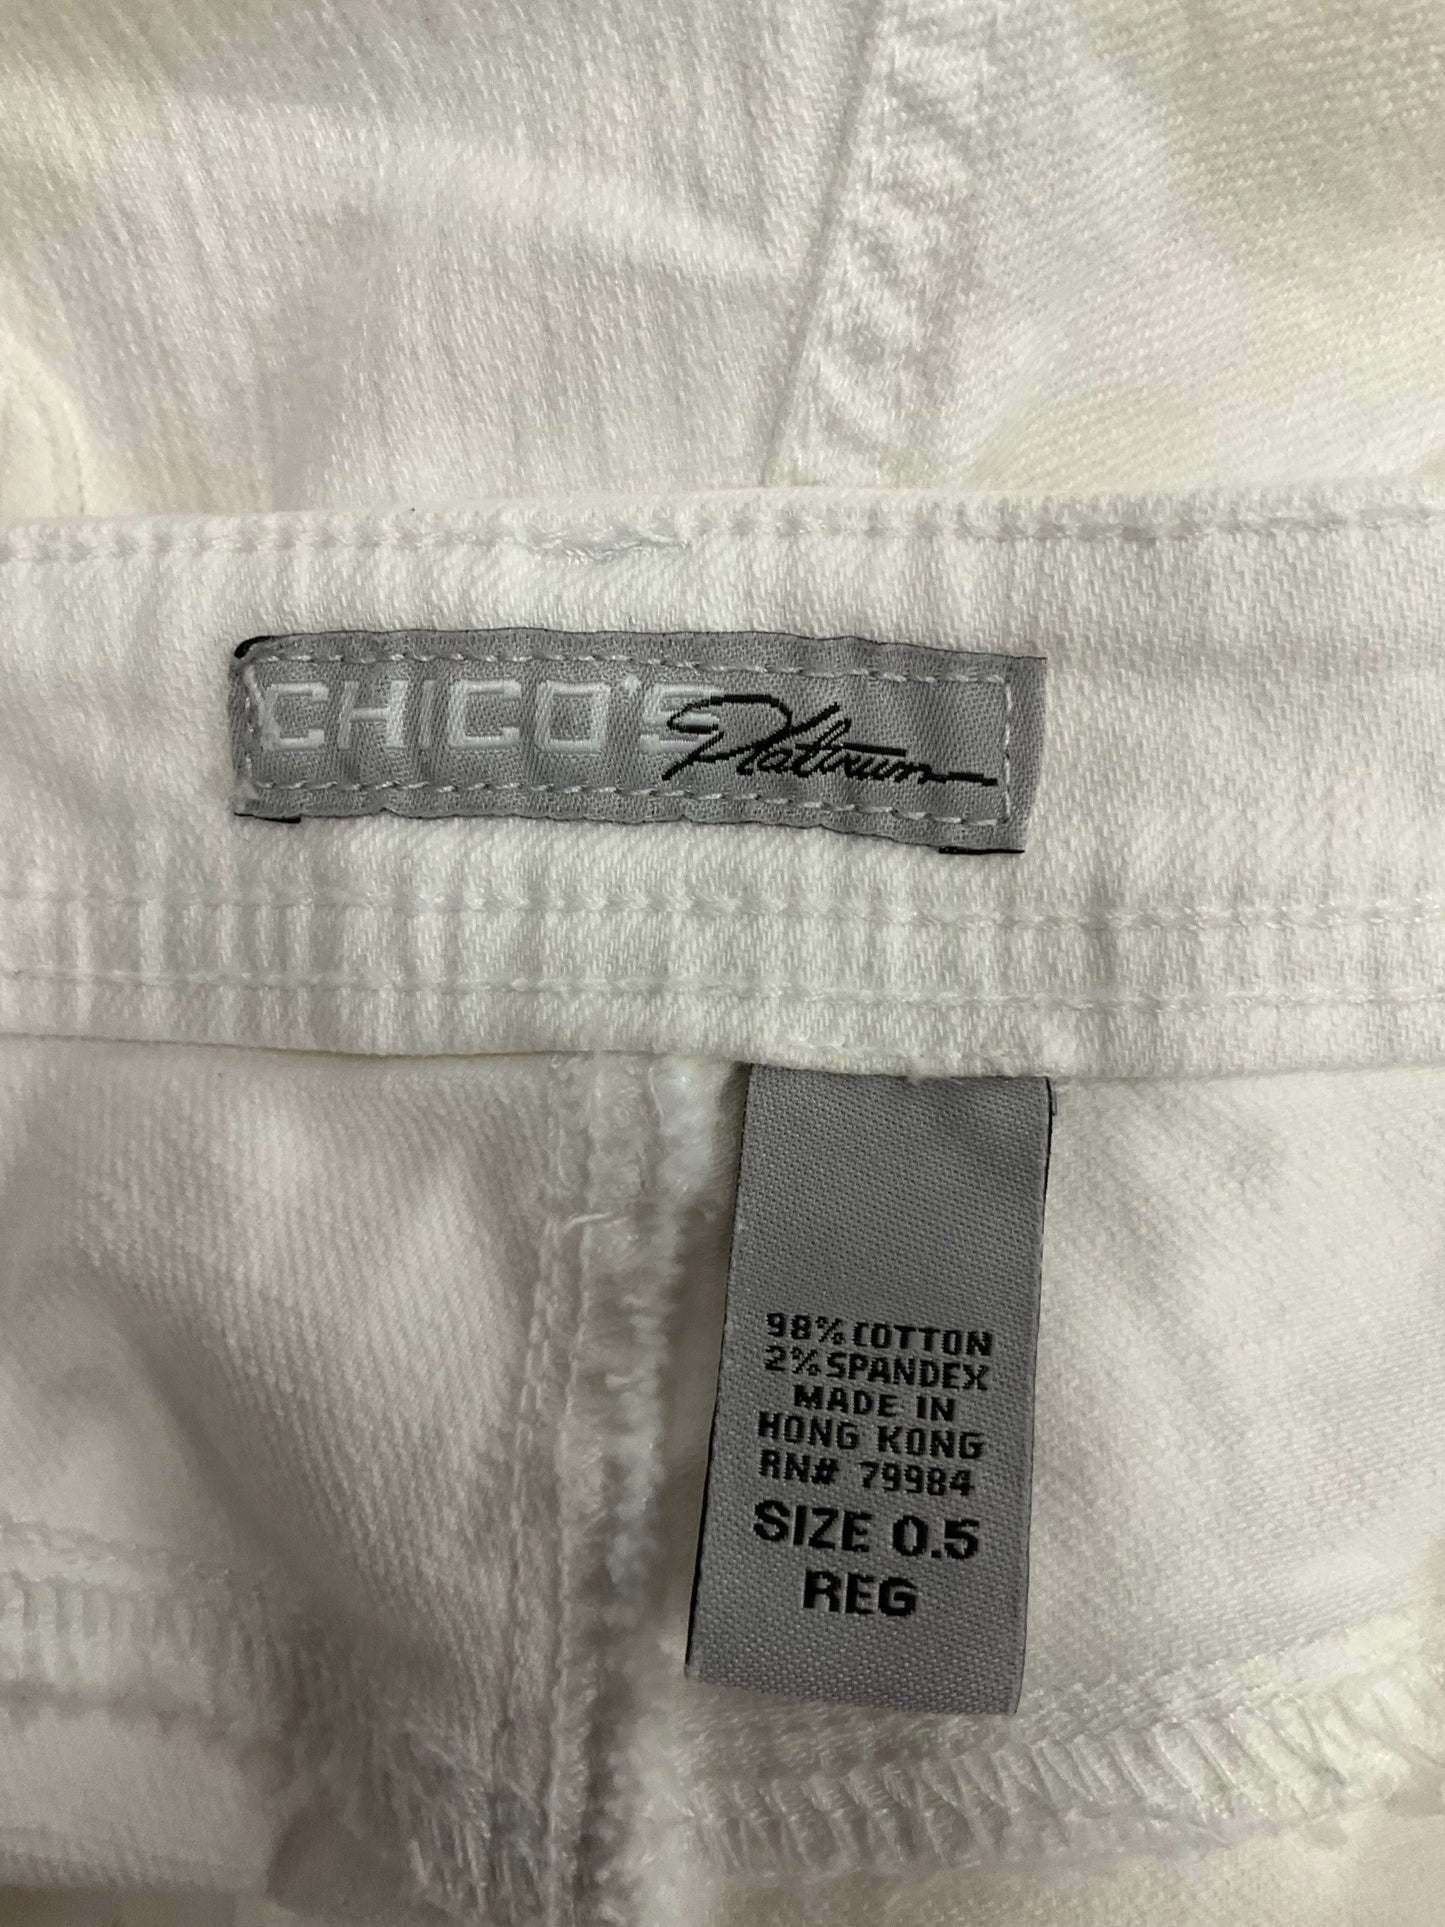 CHICO'S Platinum
98% COTTON
2% SPANDEX
MADE IN
HONG KONG
RN# 79984
SIZE 0.5
REG